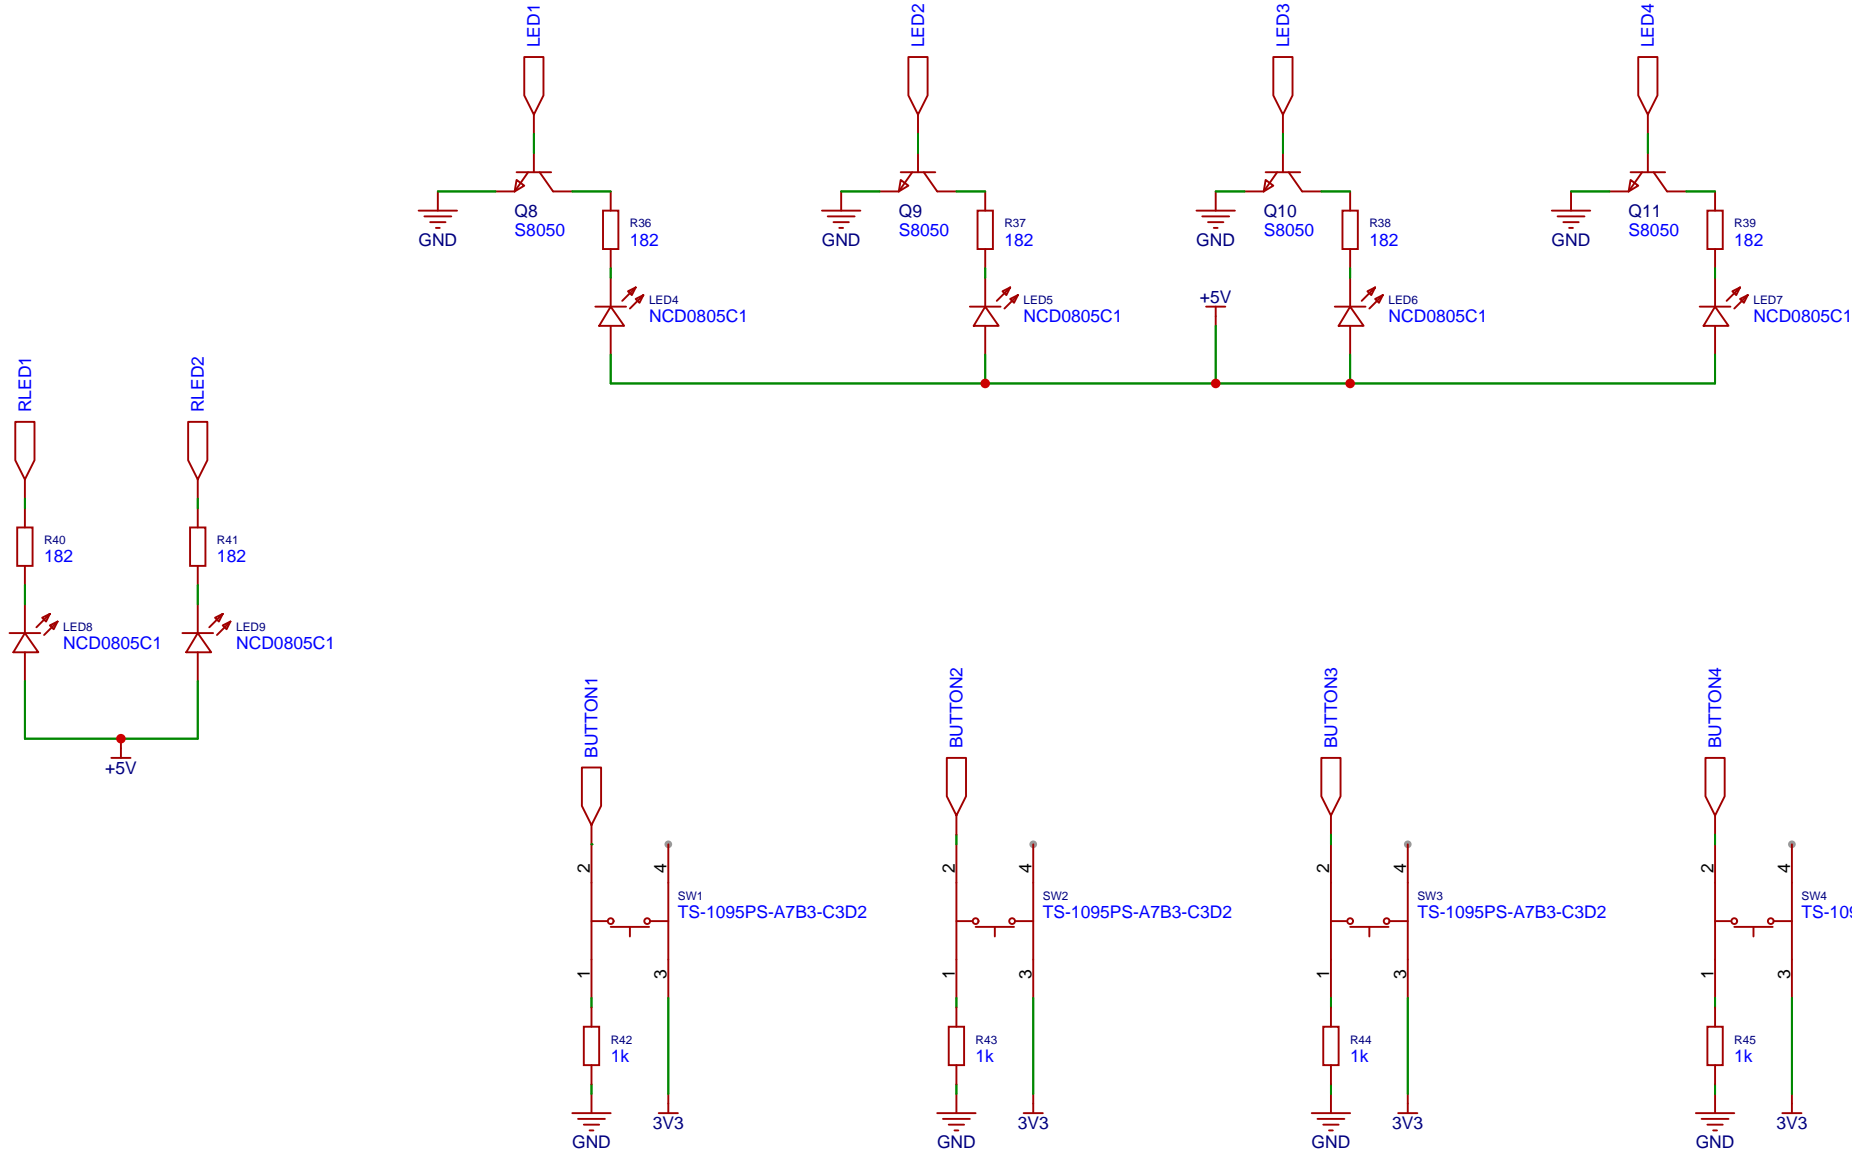 LED1
LED2
LED3
LED4
GND
Q8
S8050
R36
182
GND
Q9
S8050
R37
182
GND
Q10
S8050
R38
182
GND
Q11
S8050
R39
182
LED4
NCD0805C1
LED5
NCD0805C1
+5V
LED6
NCD0805C1
LED7
NCD0805C1
RLED1
RLED2
R40
182
R41
182
LED8
NCD0805C1
LED9
NCD0805C1
+5V
BUTTON1
BUTTON2
BUTTON3
BUTTON4
2
4
SW1
TS-1095PS-A7B3-C3D2
1
3
R42
1k
GND
3V3
2
4
SW2
TS-1095PS-A7B3-C3D2
1
3
R43
1k
GND
3V3
2
4
SW3
TS-1095PS-A7B3-C3D2
1
3
R44
1k
GND
3V3
2
4
SW4
1
3
R45
1k
GND
3V3